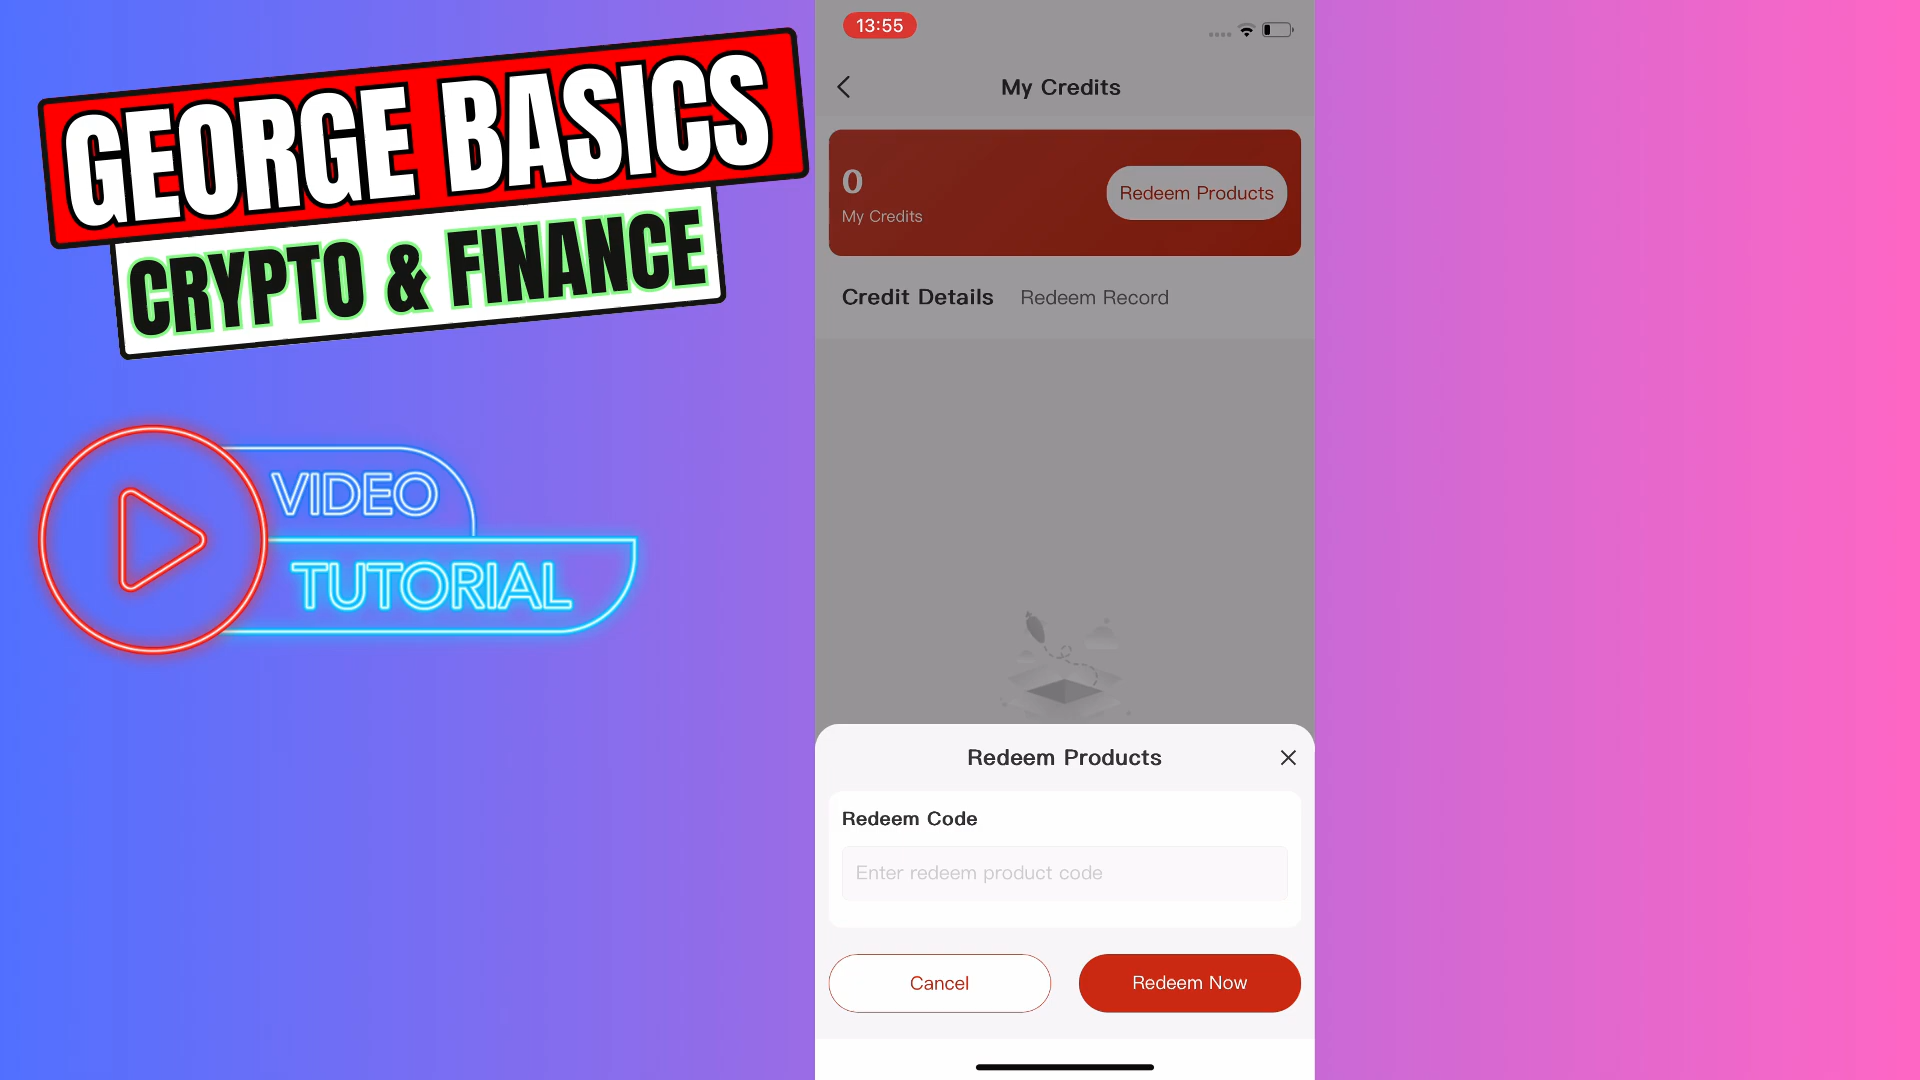 GEORGE BASICS
CRYPTO & FINANCE
VIDEO
TUTORIAL
13:55
My Credits
0
My Credits
Redeem Products
Credit Details
Redeem Record
Redeem Products
Redeem Code
Enter redeem product code
Cancel
Redeem Now